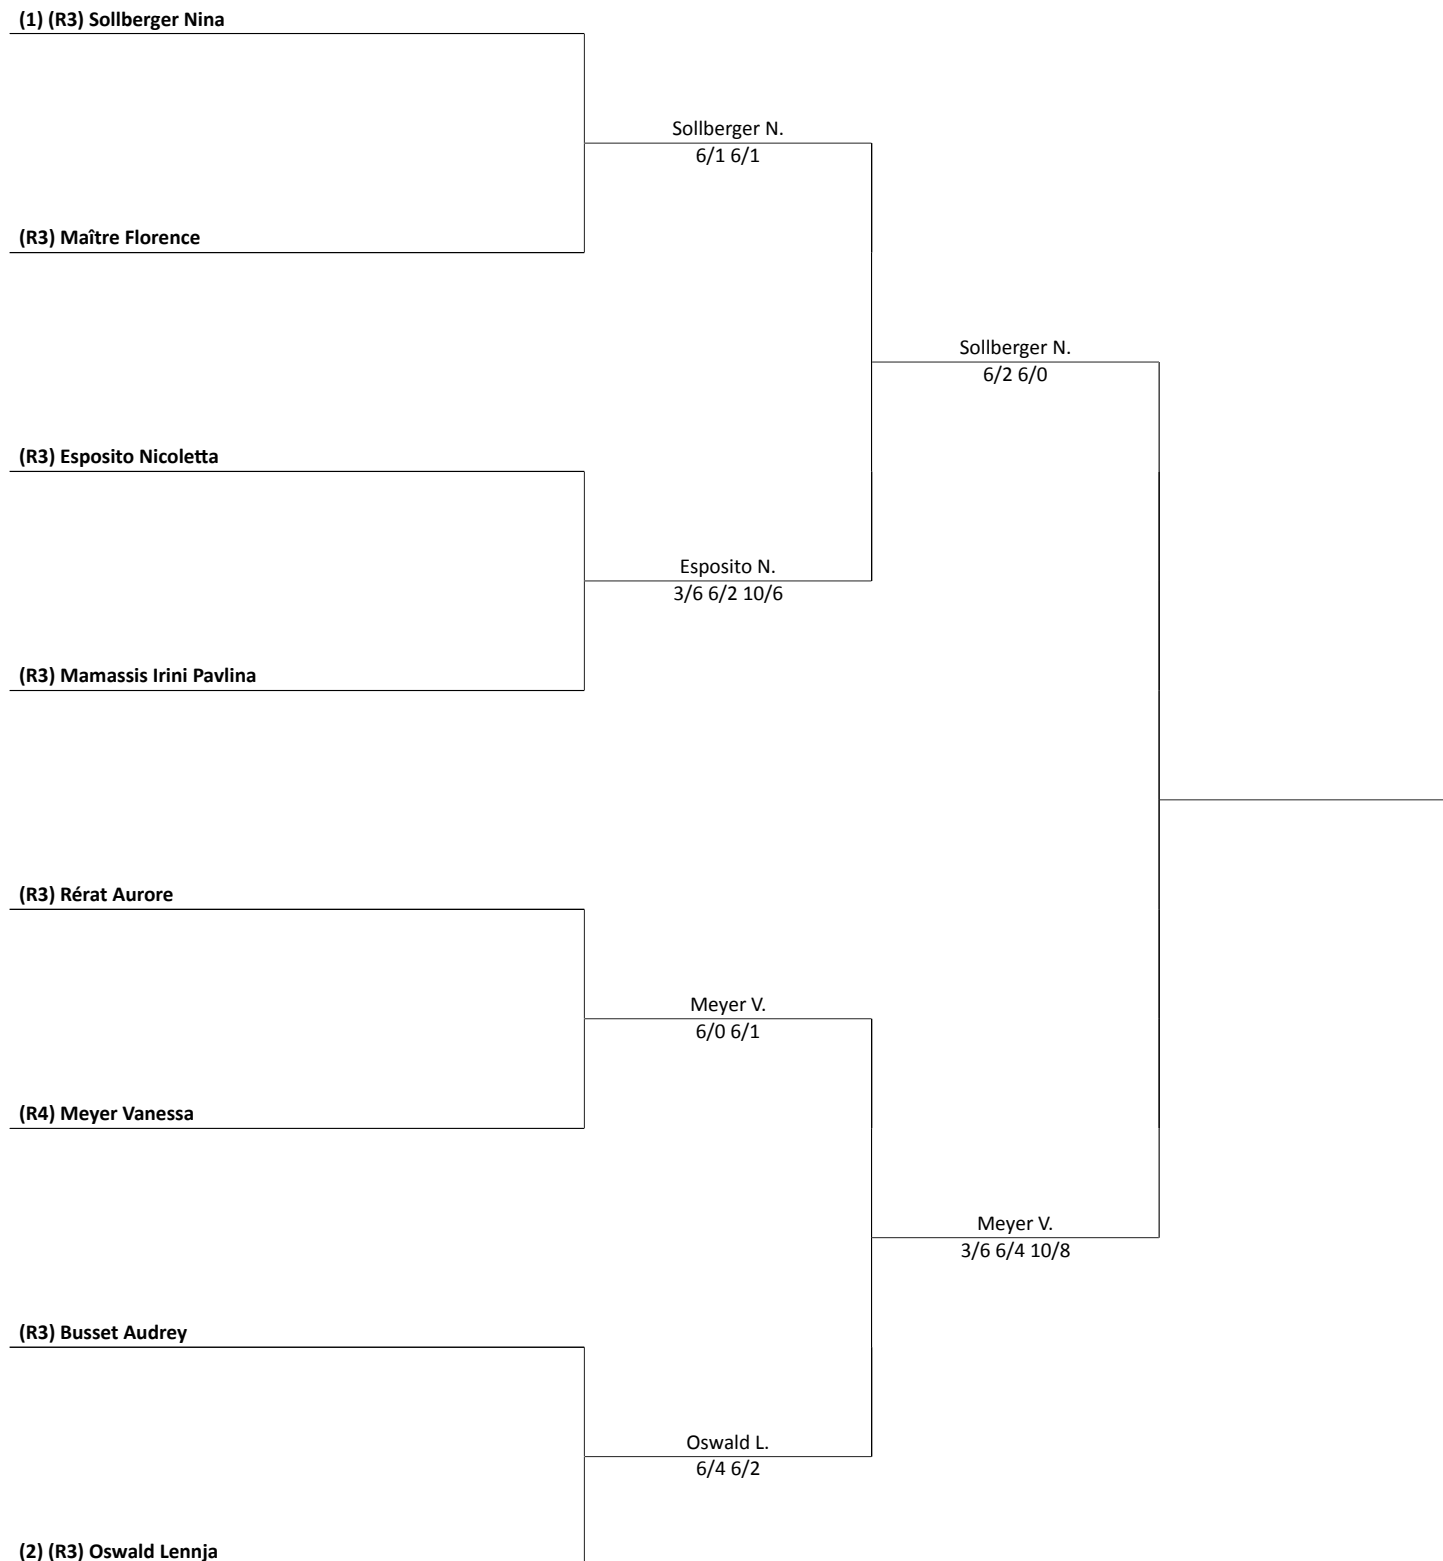 (1) (R3) Sollberger Nina
Sollberger N.
6/1 6/1
(R3) Maître Florence
Sollberger N.
6/2 6/0
(R3) Esposito Nicoletta
Esposito N.
3/6 6/2 10/6
(R3) Mamassis Irini Pavlina
(R3) Rérat Aurore
Meyer V.
6/0 6/1
(R4) Meyer Vanessa
Meyer V.
3/6 6/4 10/8
(R3) Busset Audrey
Oswald L.
6/4 6/2
(2) (R3) Oswald Lennja